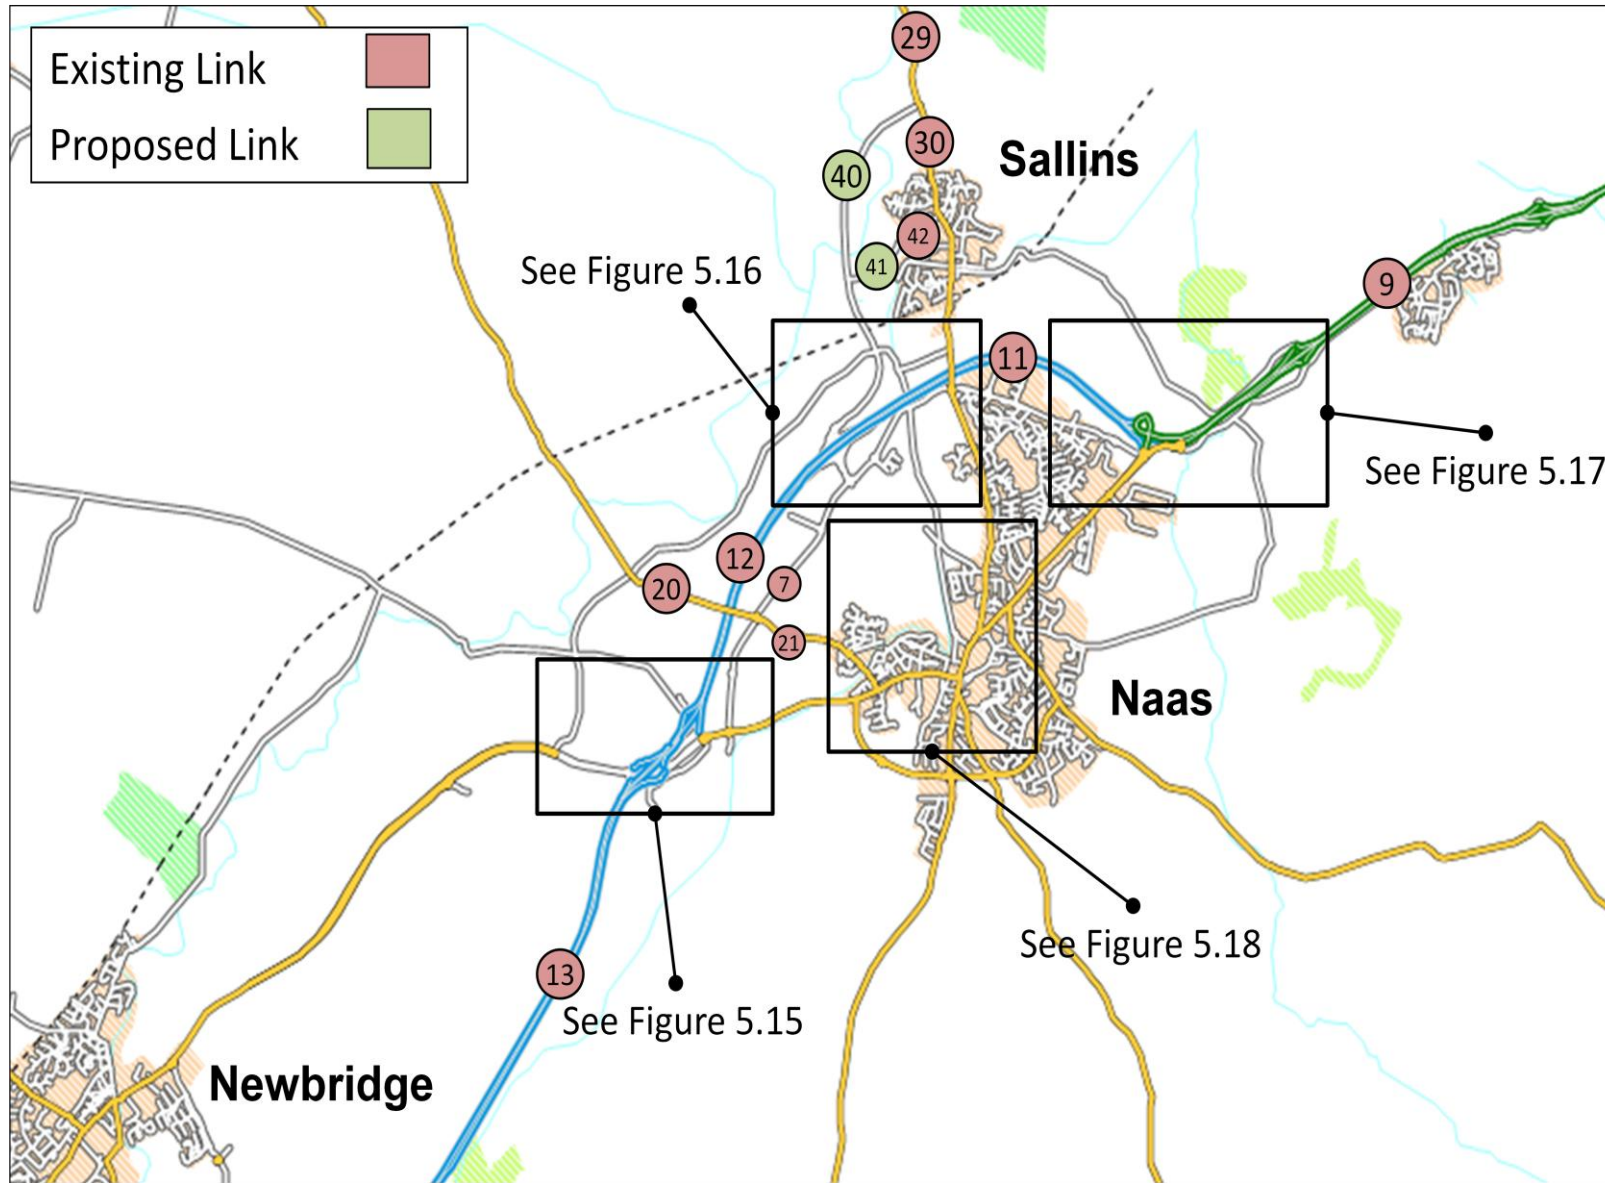 Existing Link
Proposed Link
29
30
Sallins
40
42
41
See Figure 5.16
9
11
See Figure 5.17
12
7
20
21
Naas
See Figure 5.18
13
See Figure 5.15
Newbridge